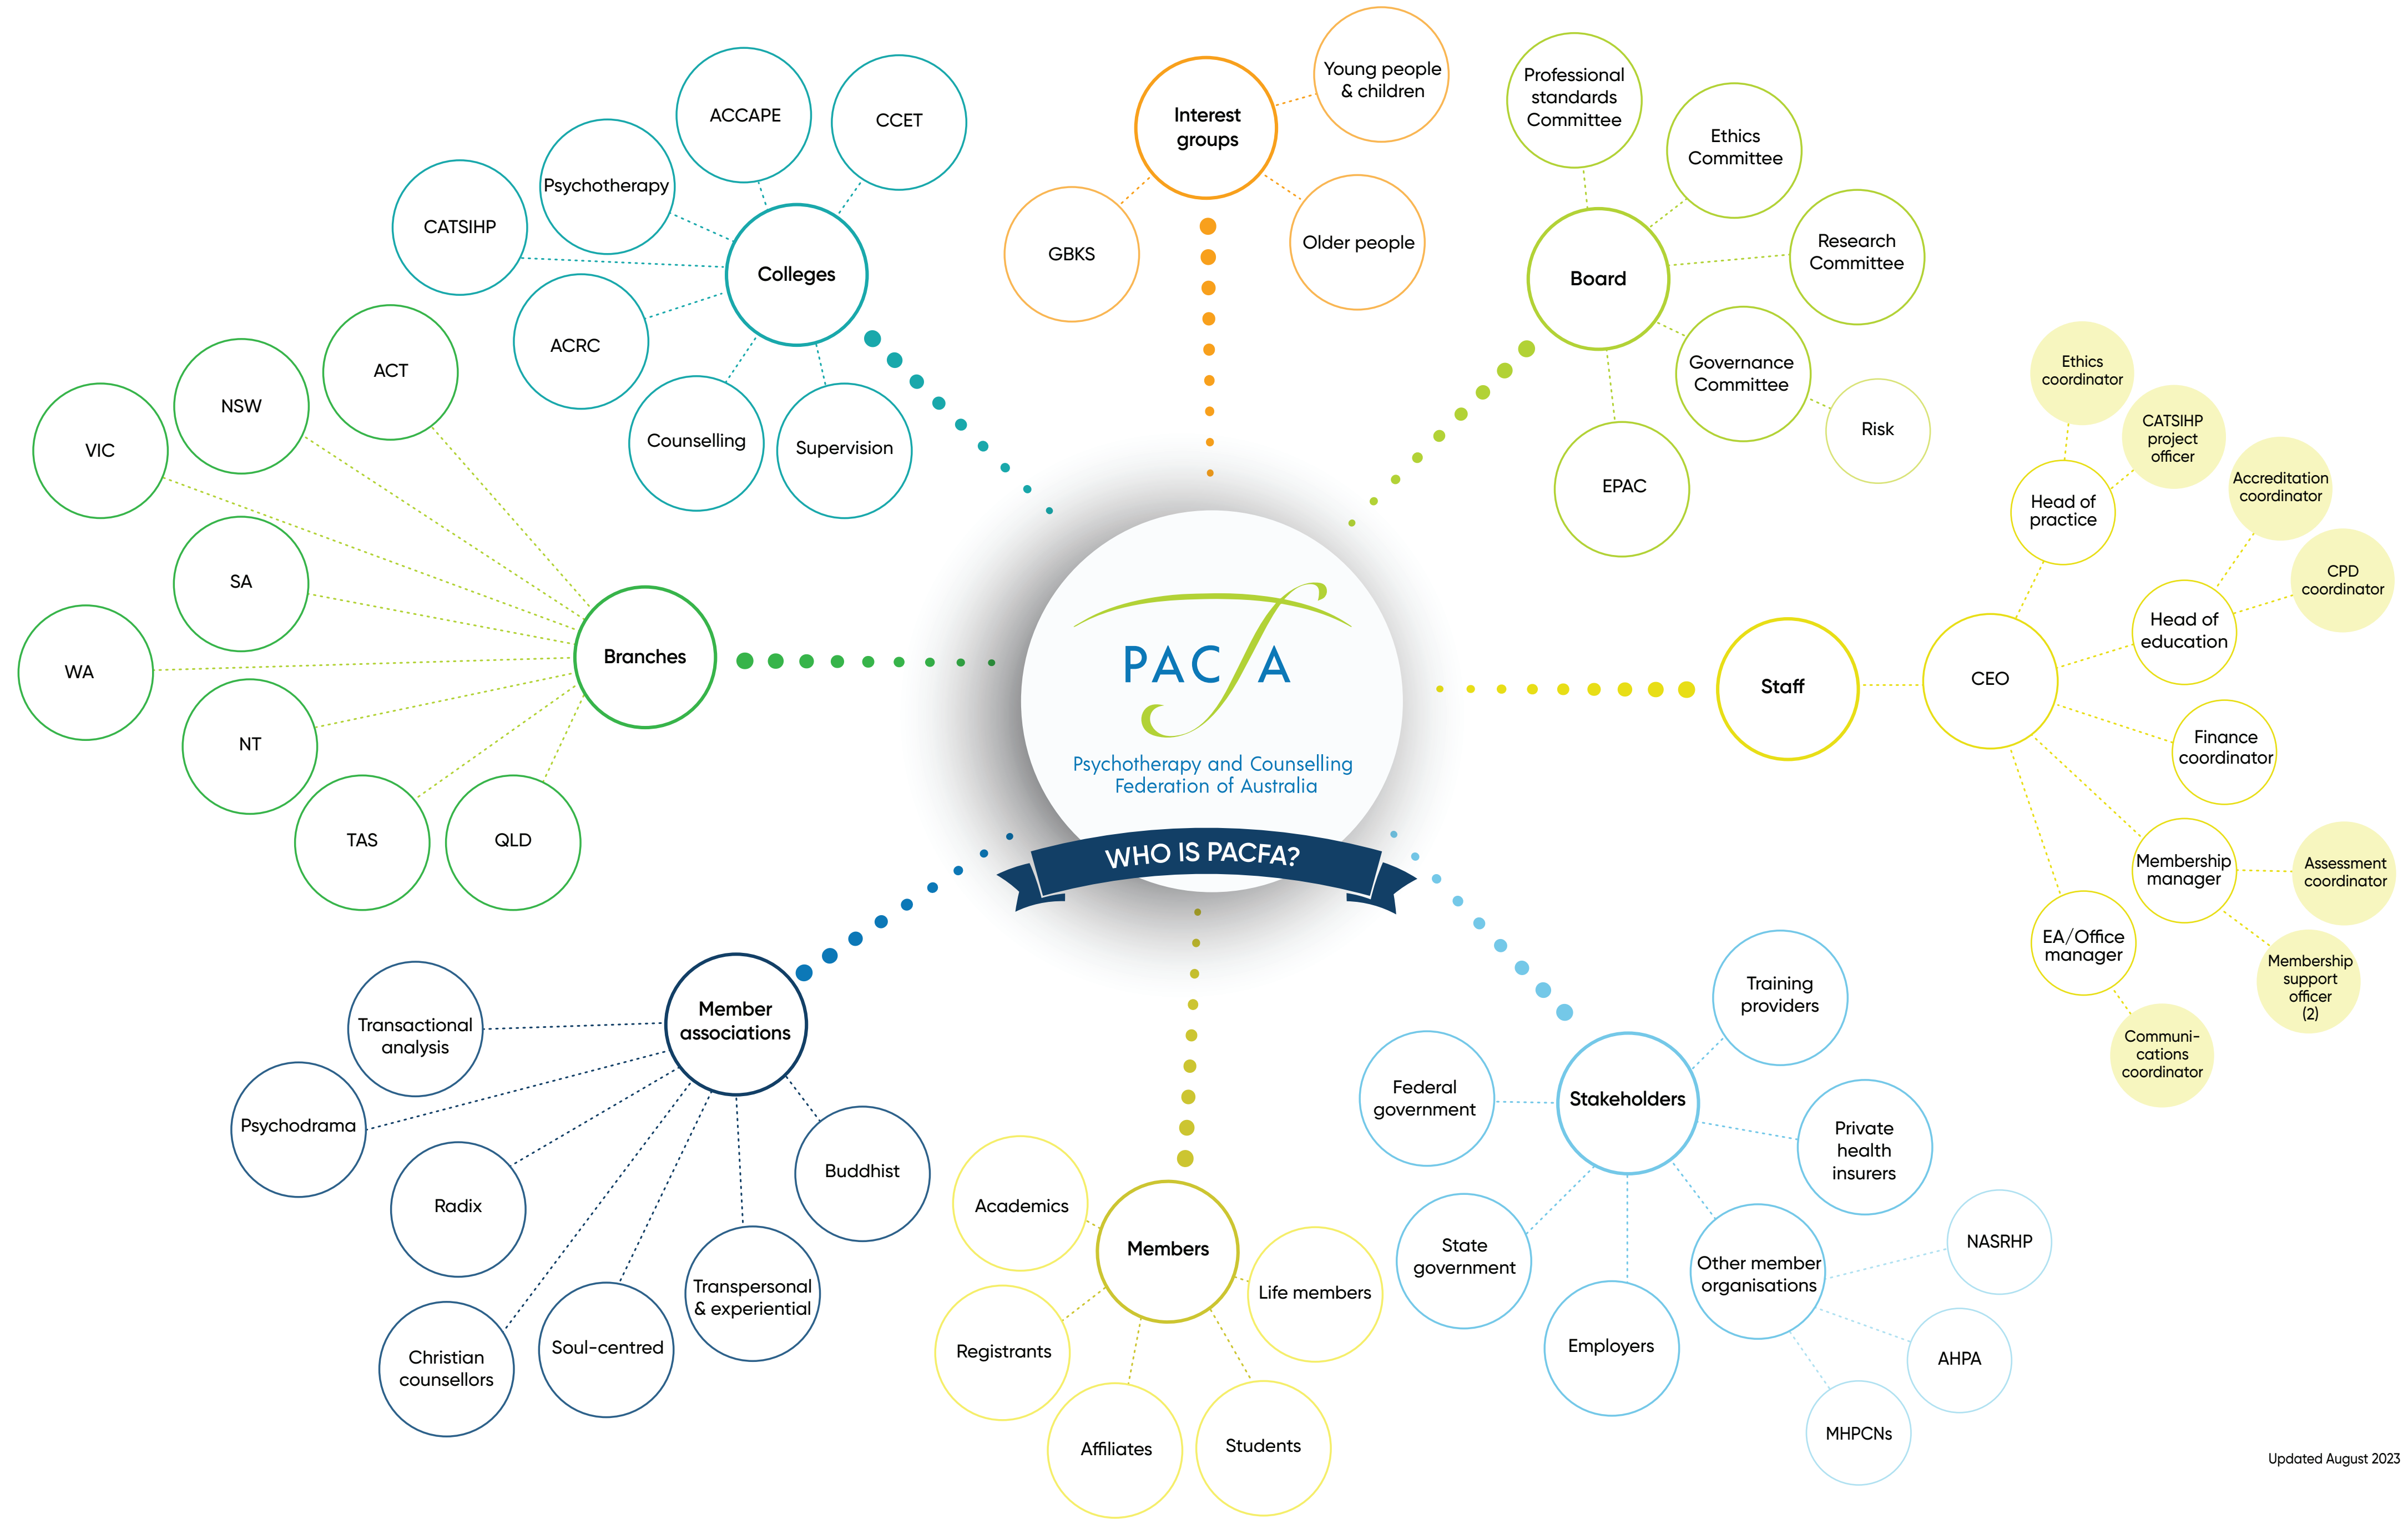 PACFA
Psychotherapy and Counselling
Federation of Australia
WHO IS PACFA?
Interest
groups
Young people
& children
Older people
GBKS
Board
Professional
standards
Committee
Ethics
Committee
Research
Committee
Governance
Committee
Risk
EPAC
Staff
CEO
Head of
practice
Ethics
coordinator
CATSIHP
project
officer
Head of
education
Accreditation
coordinator
CPD
coordinator
Finance
coordinator
Membership
manager
Assessment
coordinator
Membership
support
officer
(2)
EA/Office
manager
Communi-
cations
coordinator
Stakeholders
Training
providers
Private
health
insurers
Other member
organisations
NASRHP
AHPA
MHPCNs
Employers
State
government
Federal
government
Members
Life members
Students
Affiliates
Registrants
Academics
Member
associations
Buddhist
Transpersonal
& experiential
Soul-centred
Christian
counsellors
Radix
Psychodrama
Transactional
analysis
Branches
QLD
TAS
NT
WA
SA
VIC
NSW
ACT
Colleges
CATSIHP
Psychotherapy
ACCAPE
CCET
ACRC
Counselling
Supervision
Updated August 2023